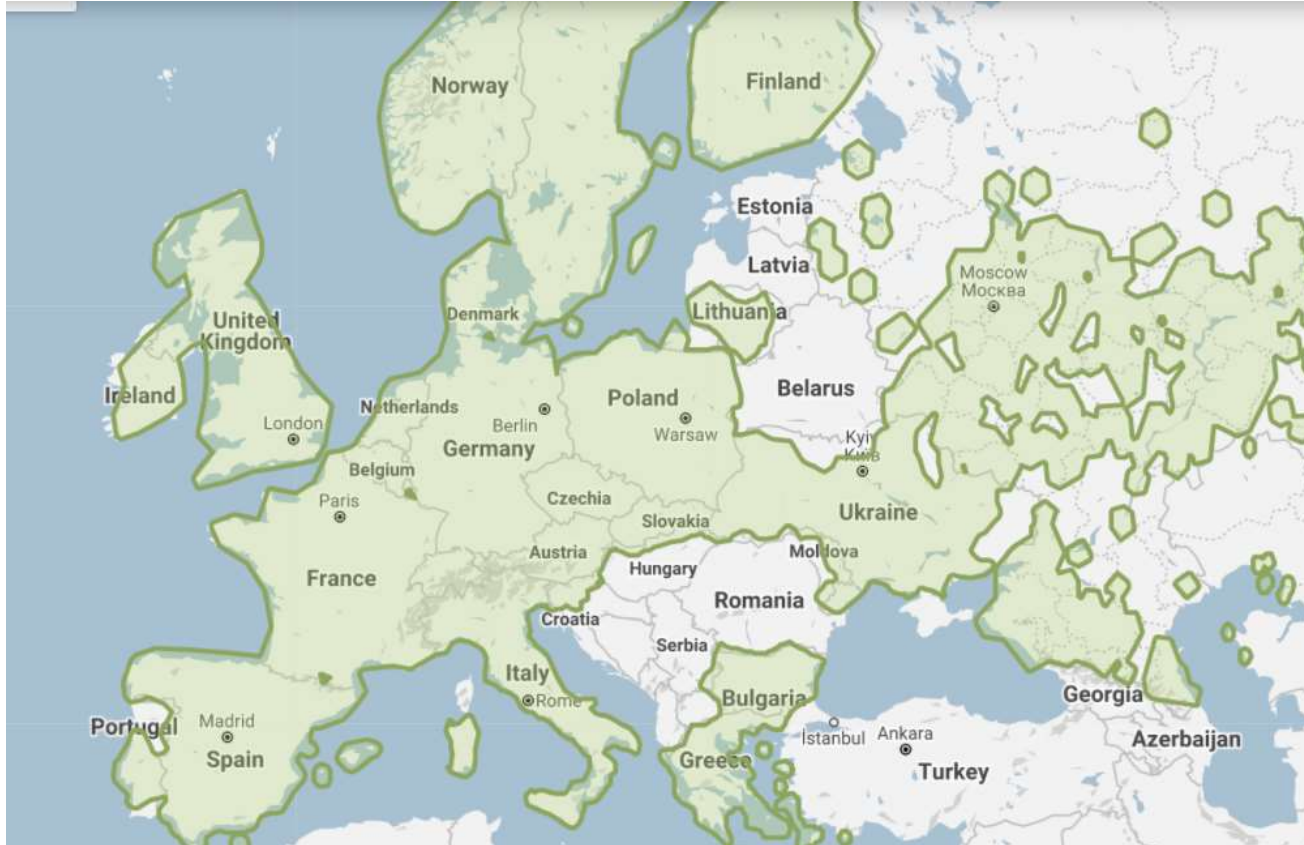 Norway
Finland
Estonia
Latvia
Moscow
Москва
Denmark
Lithuania
United
Kingdom
Ireland
Netherlands
Belarus
Poland
Berlin
Warsaw
London
Germany
Kyiv
Київ
Belgium
Paris
Czechia
Ukraine
Slovakia
Austria
Moldova
France
Hungary
Romania
Croatia
Serbia
Italy
Bulgaria
Georgia
Rome
Portugal
Madrid
Spain
İstanbul
Ankara
Azerbaijan
Greece
Turkey